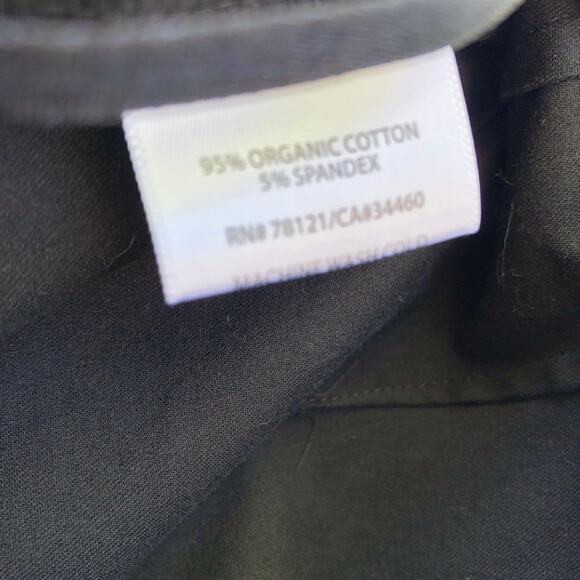 95% ORGANIC COTTON
5% SPANDEX
RN# 78121/CA#34460
MACHINE WASH COLD